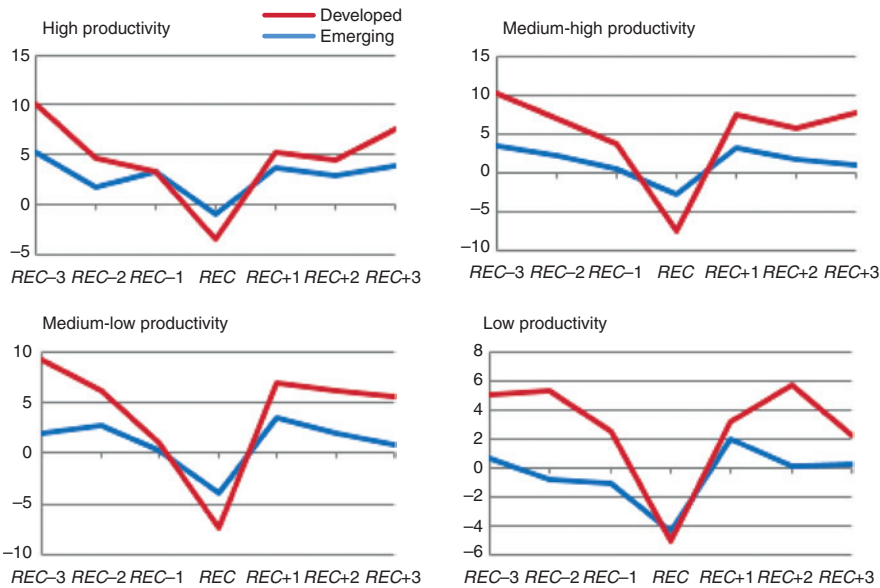 High productivity
Developed
Emerging
15
10
5
0
–5
REC–3 REC–2 REC–1 REC REC+1 REC+2 REC+3
Medium-high productivity
15
10
5
0
–5
–10
REC–3 REC–2 REC–1 REC REC+1 REC+2 REC+3
Medium-low productivity
10
5
0
–5
–10
REC–3 REC–2 REC–1 REC REC+1 REC+2 REC+3
Low productivity
8
6
4
2
0
–2
–4
–6
REC–3 REC–2 REC–1 REC REC+1 REC+2 REC+3